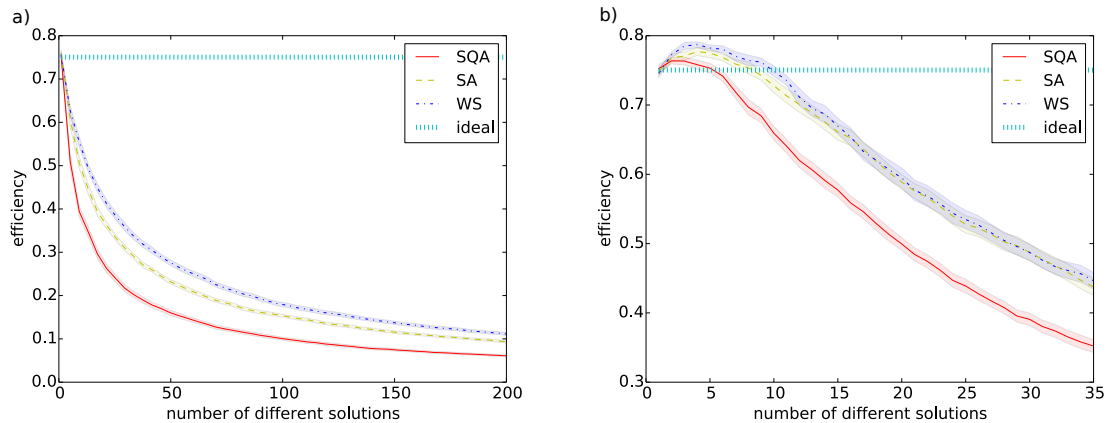 a)
0.8
0.7
0.6
0.5
0.4
0.3
0.2
0.1
0.0
efficiency
0
50
100
150
200
number of different solutions
SQA
SA
WS
ideal
b)
0.8
0.7
0.6
0.5
0.4
0.3
efficiency
0
5
10
15
20
25
30
35
number of different solutions
SQA
SA
WS
ideal